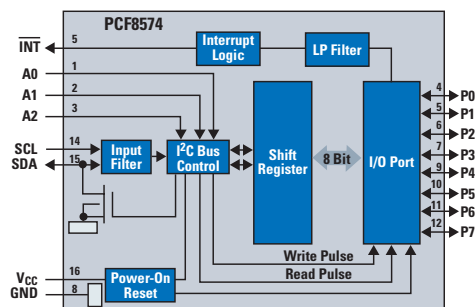 PCF8574
INT
5
Interrupt
Logic
LP Filter
A0
1
A1
2
A2
3
SCL
14
SDA
15
Input
Filter
I²C Bus
Control
Shift
Register
8 Bit
I/O Port
4
P0
5
P1
6
P2
7
P3
9
P4
10
P5
11
P6
12
P7
Write Pulse
Read Pulse
VCC
16
GND
8
Power-On
Reset